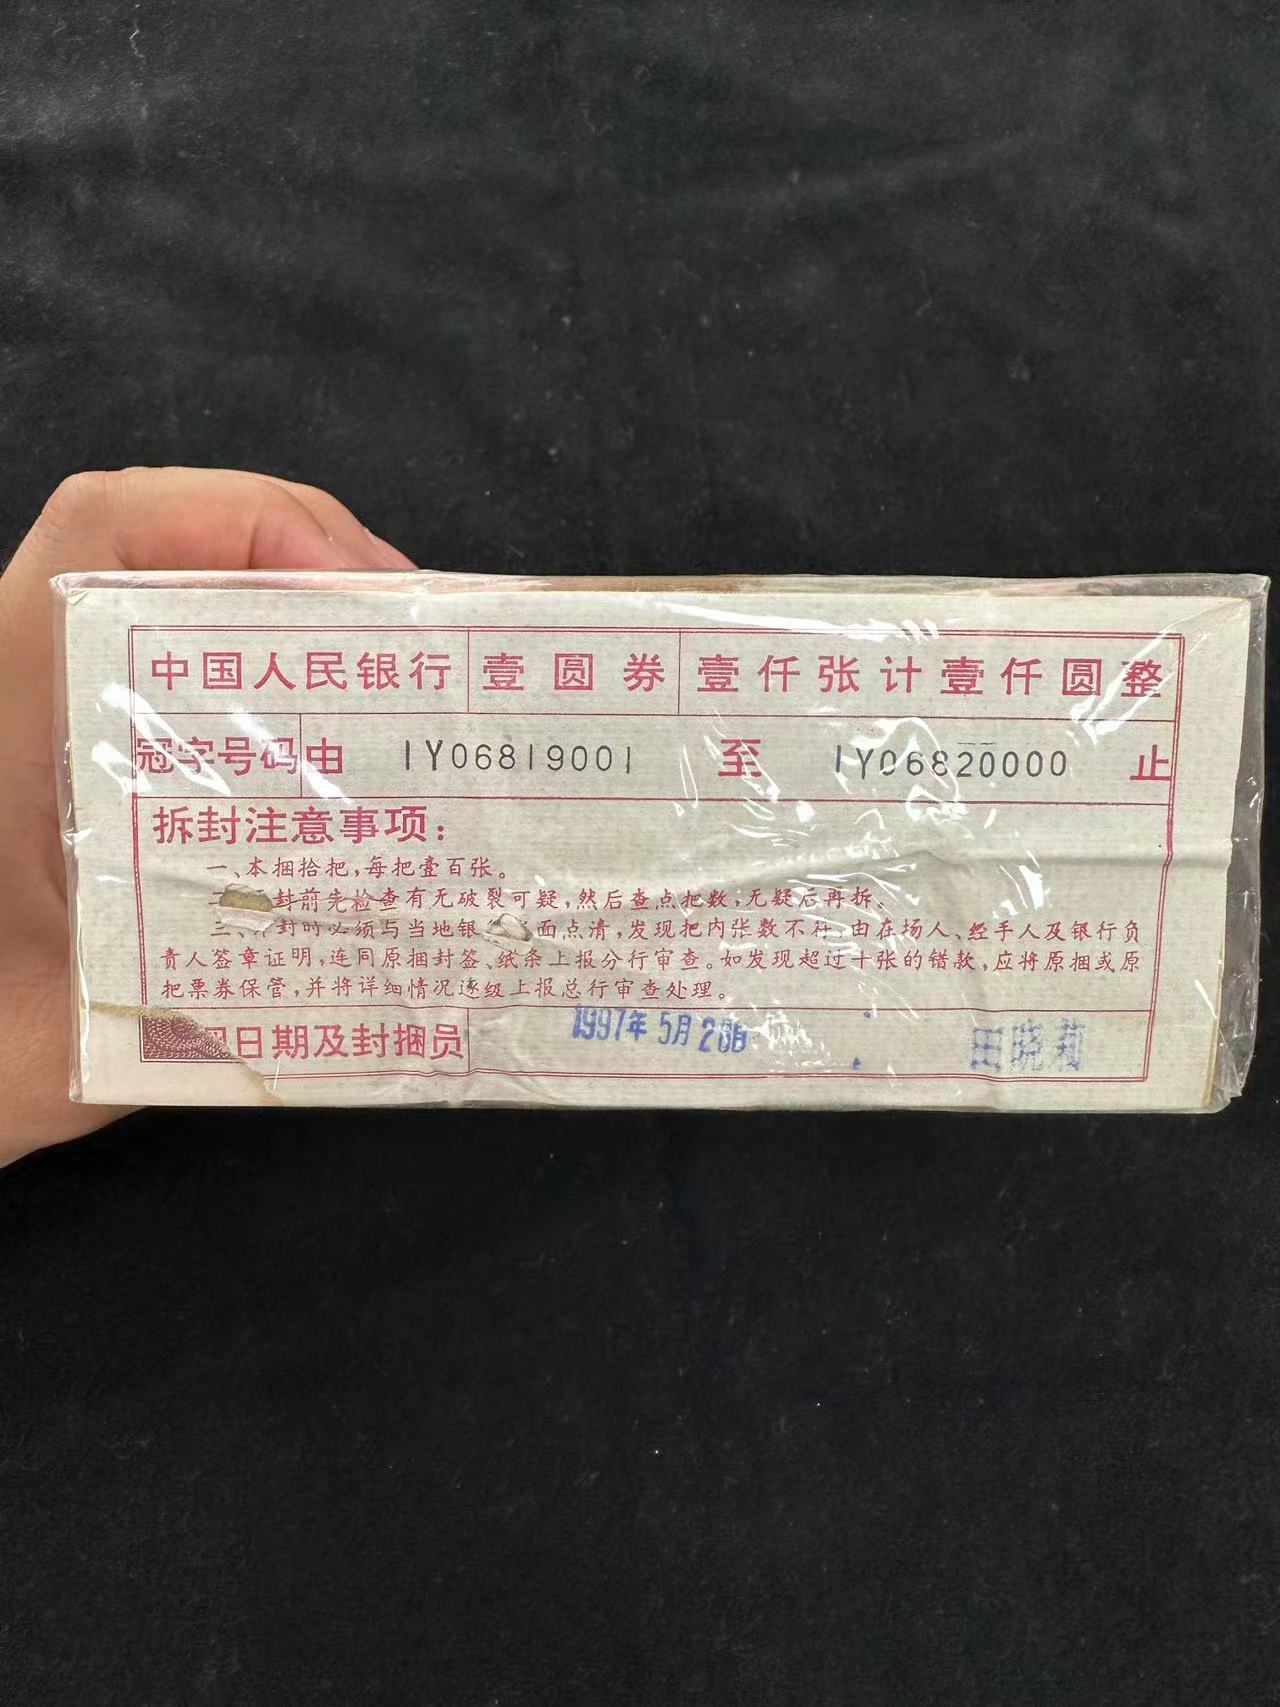 中国人民银行 壹圆券 壹仟张计壹仟圆整
冠字号码 由 IY06819001 至 IY06820000 止
拆封注意事项：
一、本捆拾把，每把壹百张。
二、封前先检查有无破裂可疑，然后查点把数；无疑后再拆。
三、封时必须与当地银面点清，发现把内张数不符，由在场人、经手人及银行负
责人签章证明，连同原捆封签、纸条上报分行审查。如发现超过十张的错款，应将原捆或原
把票券保管，并将详细情况逐级上报总行审查处理。
日期及封捆员 1997年5月26日 田晓莉